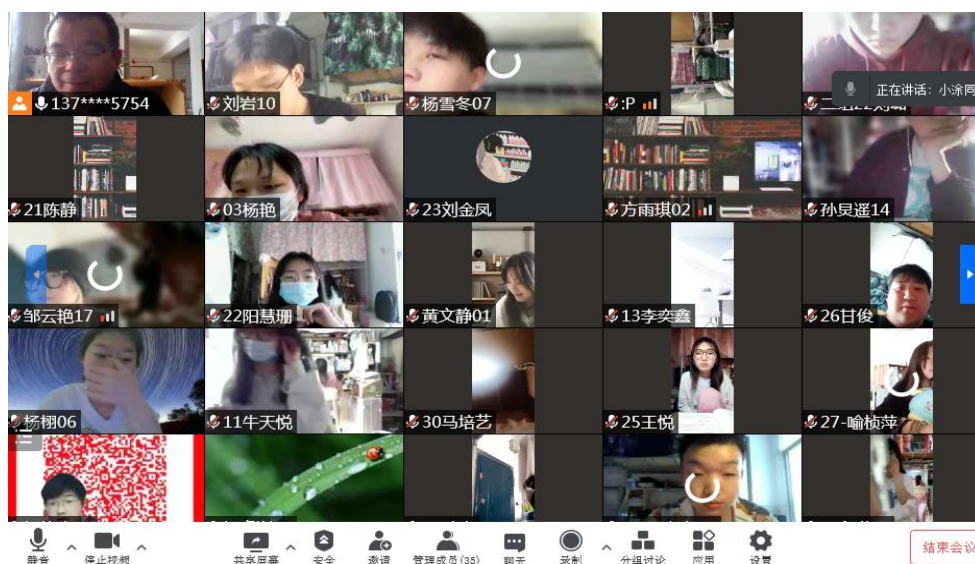 137****5754
刘岩10
杨雪冬07
:P
正在讲话: 小涂同
21陈静
03杨艳
23刘金凤
方雨琪02
孙炅遥14
邹云艳17
22阳慧珊
黄文静01
13李奕鑫
26甘俊
杨栩06
11牛天悦
30马培艺
25王悦
27-喻桢萍
静音
停止视频
共享屏幕
安全
邀请
管理成员(35)
聊天
录制
分组讨论
应用
设置
结束会议